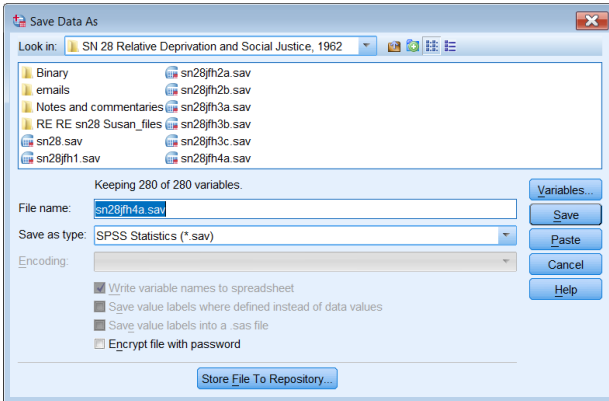 Save Data As
Look in: SN 28 Relative Deprivation and Social Justice, 1962
Binary
emails
Notes and commentaries
RE RE sn28 Susan_files
sn28.sav
sn28jfh1.sav
sn28jfh2a.sav
sn28jfh2b.sav
sn28jfh3a.sav
sn28jfh3b.sav
sn28jfh3c.sav
sn28jfh4a.sav
Keeping 280 of 280 variables.
Variables...
File name: sn28jfh4a.sav
Save
Save as type: SPSS Statistics (*.sav)
Paste
Encoding:
Cancel
Write variable names to spreadsheet
Help
Save value labels where defined instead of data values
Save value labels into a .sas file
Encrypt file with password
Store File To Repository...